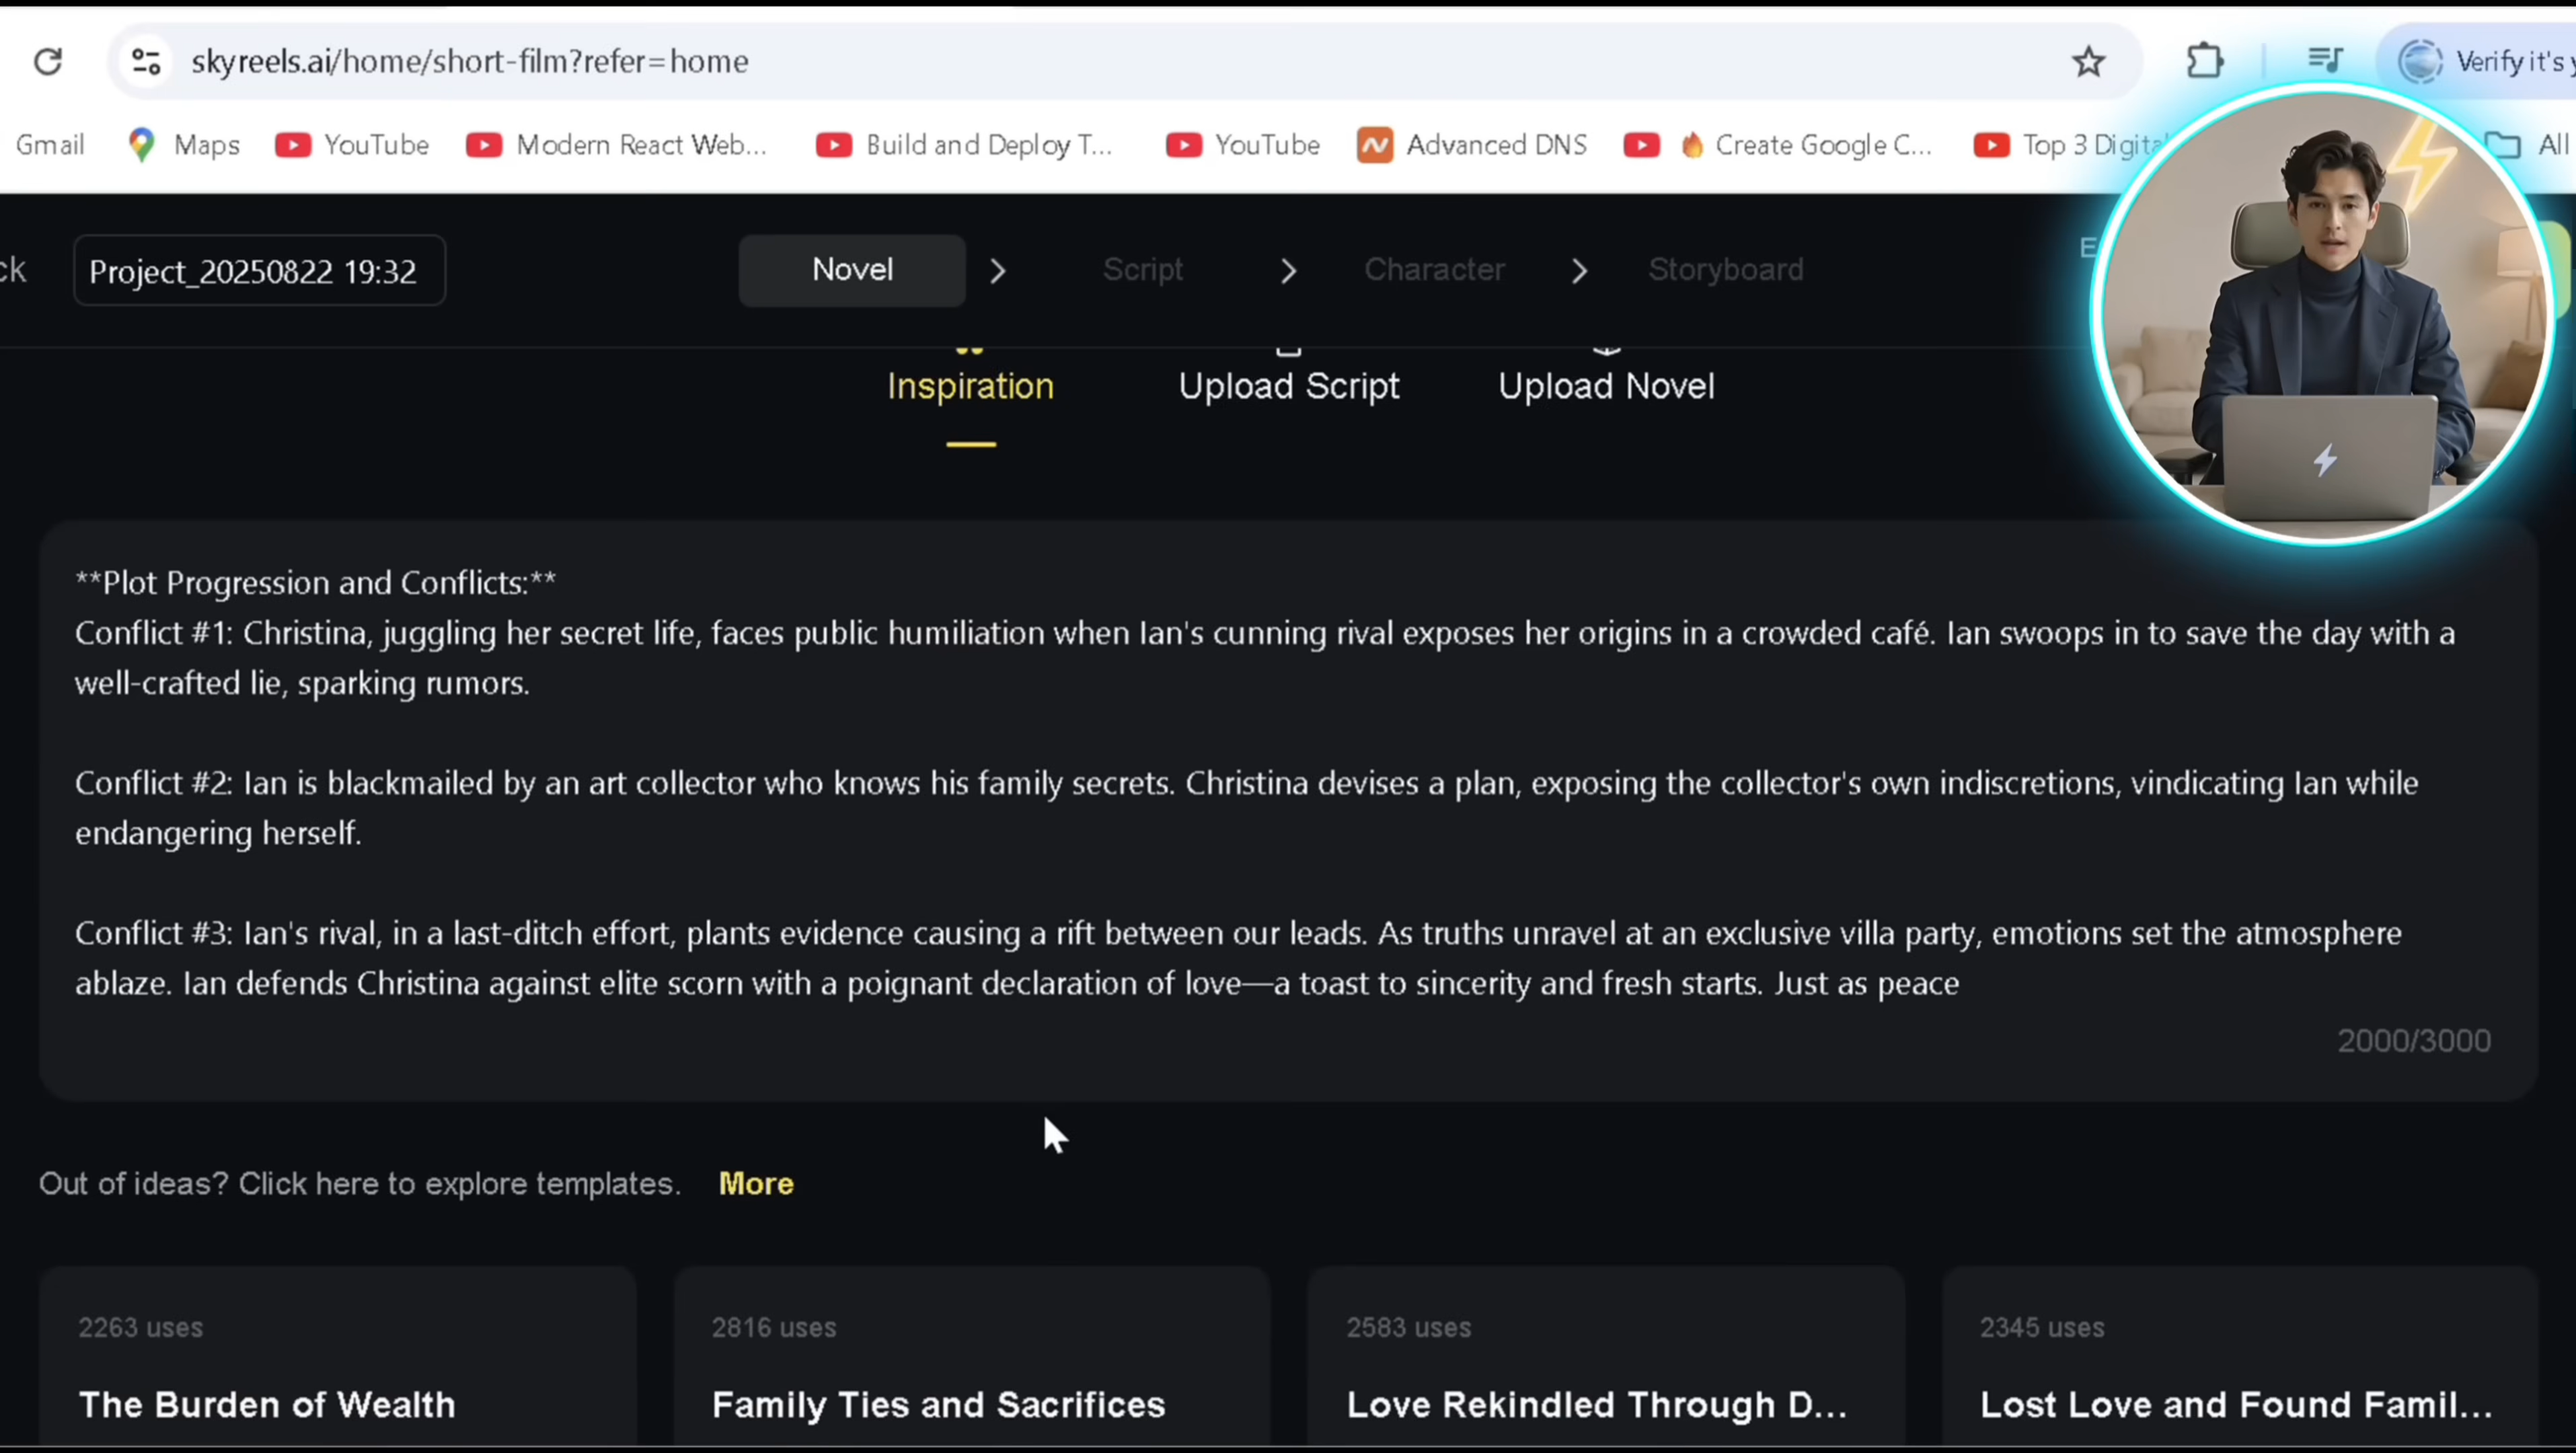 skyreels.ai/home/short-film?refer=home
Verify it's y
Gmail
Maps
YouTube
Modern React Web...
Build and Deploy T...
YouTube
Advanced DNS
Create Google C...
Top 3 Digita
All
ck
Project_20250822 19:32
Novel
Script
Character
Storyboard
E
Inspiration
Upload Script
Upload Novel
**Plot Progression and Conflicts:**
Conflict #1: Christina, juggling her secret life, faces public humiliation when Ian's cunning rival exposes her origins in a crowded café. Ian swoops in to save the day with a
well-crafted lie, sparking rumors.
Conflict #2: Ian is blackmailed by an art collector who knows his family secrets. Christina devises a plan, exposing the collector's own indiscretions, vindicating Ian while
endangering herself.
Conflict #3: Ian's rival, in a last-ditch effort, plants evidence causing a rift between our leads. As truths unravel at an exclusive villa party, emotions set the atmosphere
ablaze. Ian defends Christina against elite scorn with a poignant declaration of love—a toast to sincerity and fresh starts. Just as peace
2000/3000
Out of ideas? Click here to explore templates. More
2263 uses
2816 uses
2583 uses
2345 uses
The Burden of Wealth
Family Ties and Sacrifices
Love Rekindled Through D...
Lost Love and Found Famil...